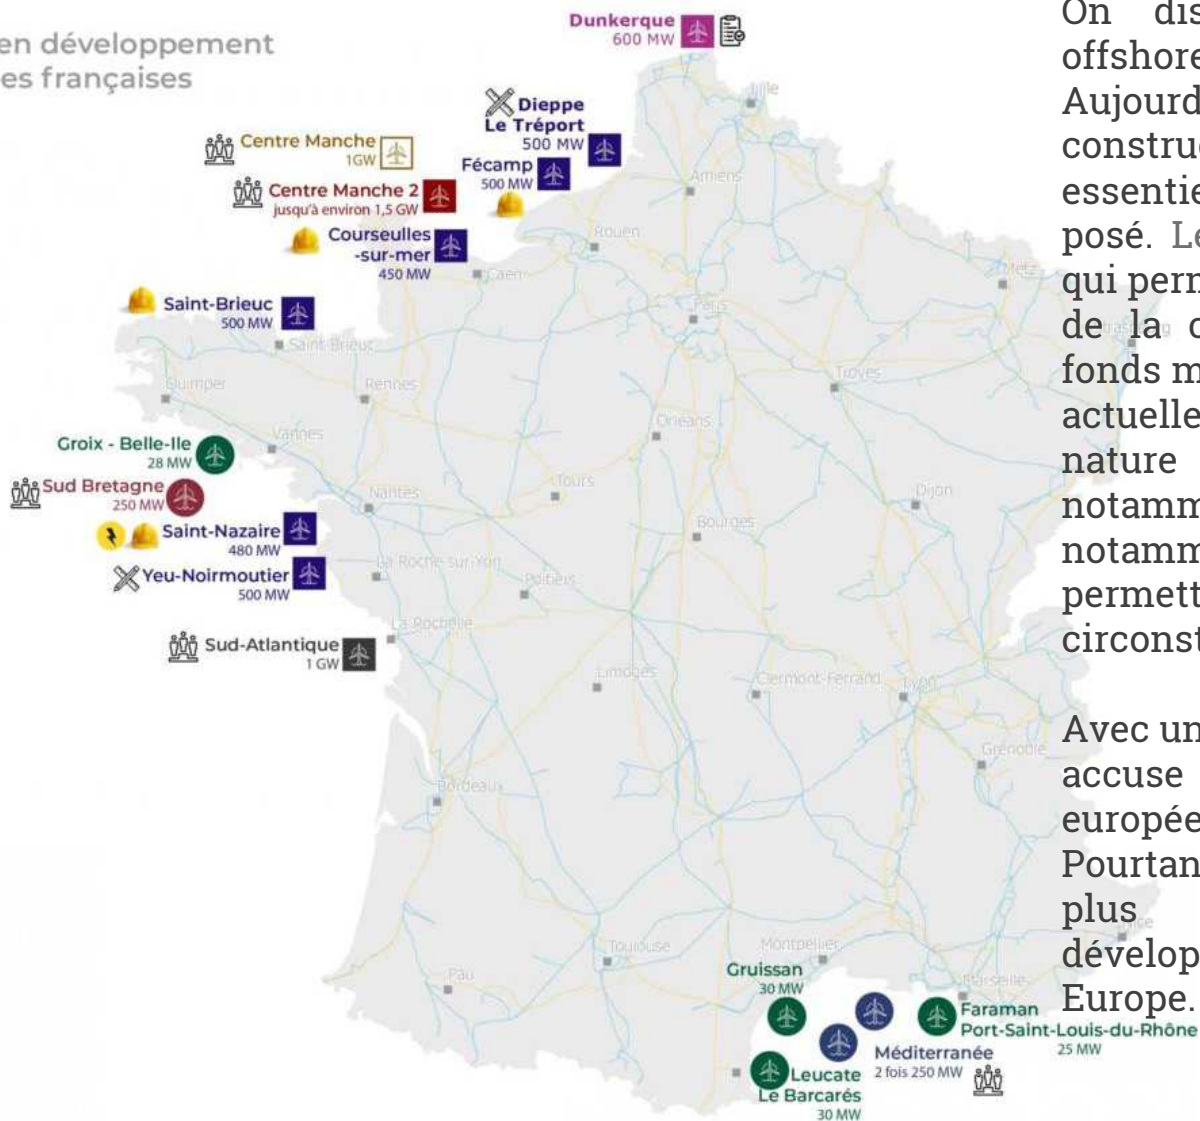 en développement
es françaises
Dunkerque
600 MW
Dieppe
Le Tréport
500 MW
Centre Manche
1GW
Fécamp
500 MW
Centre Manche 2
jusqu'à environ 1,5 GW
Courseulles
-sur-mer
450 MW
Saint-Brieuc
500 MW
Groix - Belle-Ile
28 MW
Sud Bretagne
250 MW
Saint-Nazaire
480 MW
Yeu-Noirmoutier
500 MW
Sud-Atlantique
1 GW
Lille
Amiens
Rouen
Caen
Metz
Paris
Saint-Brieuc
Quimper
Rennes
Troyes
Orléans
Vannes
Nantes
Tours
Dijon
Bourges
La Roche sur Yon
Poitiers
La Rochelle
Limoges
Clermont-Ferrand
Lyon
Grenoble
Bordeaux
Toulouse
Montpellier
Pau
Marseille
Gruissan
30 MW
Faraman
Port-Saint-Louis-du-Rhône
25 MW
Méditerranée
2 fois 250 MW
Leucate
Le Barcarés
30 MW
On dis
offshore
Aujourd
construc
essentie
posé. Le
qui perm
de la c
fonds m
actuelle
nature
notamm
notamm
permett
circonst
Avec un
accuse
europée
Pourtan
plus
dévelop
Europe.